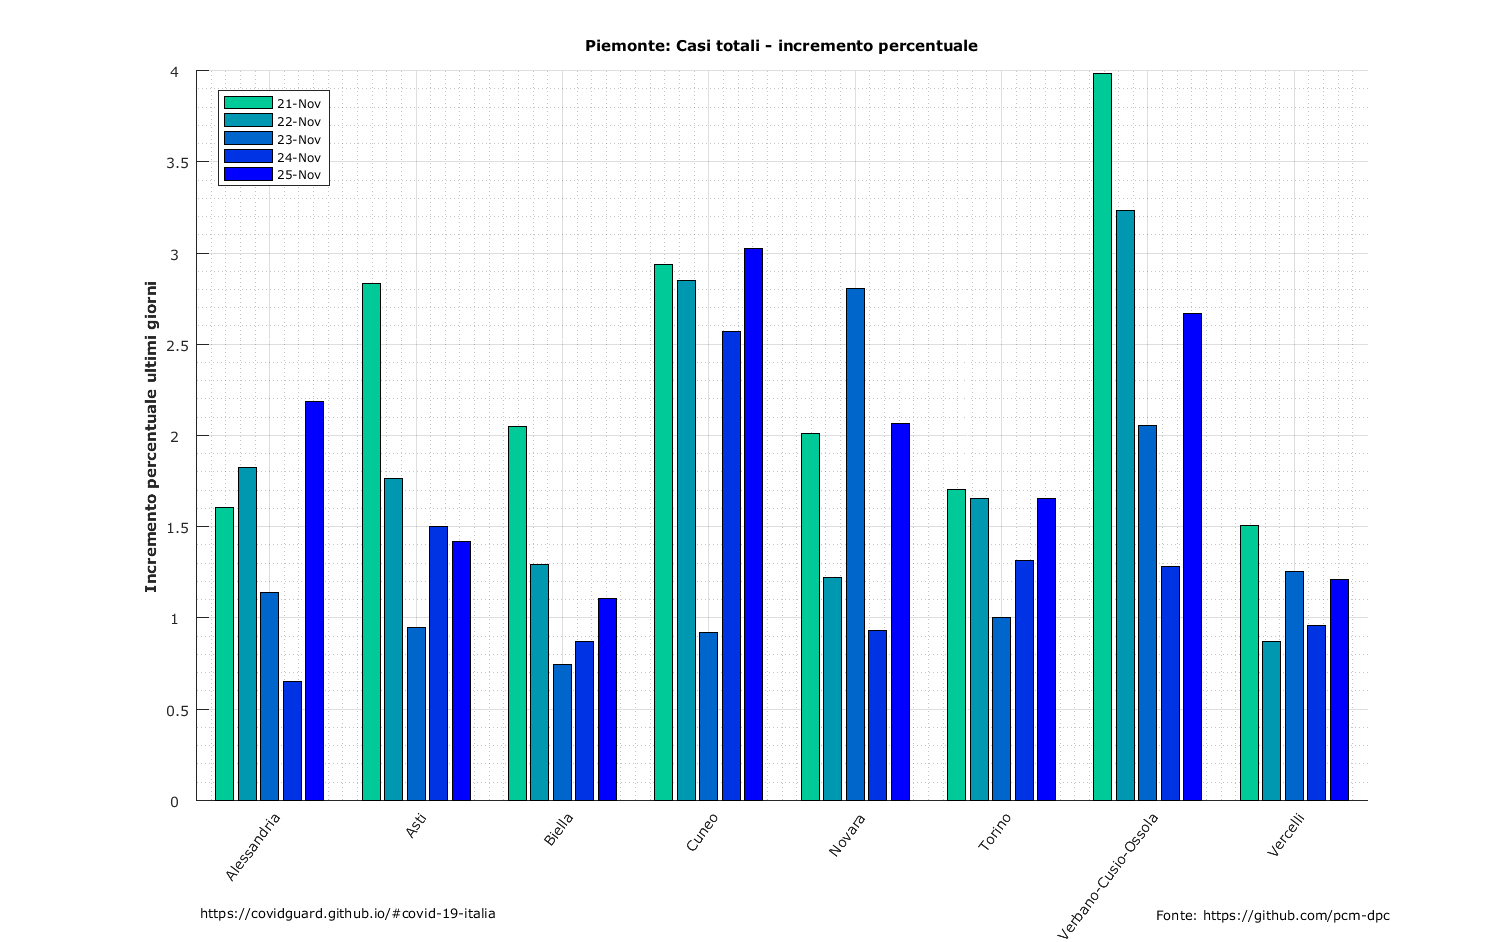 Piemonte: Casi totali - incremento percentuale
4
3.5
3
2.5
2
1.5
1
0.5
0
Incremento percentuale ultimi giorni
21-Nov
22-Nov
23-Nov
24-Nov
25-Nov
Alessandria
Asti
Biella
Cuneo
Novara
Torino
Verbano-Cusio-Ossola
Vercelli
https://covidguard.github.io/#covid-19-italia
Fonte: https://github.com/pcm-dpc